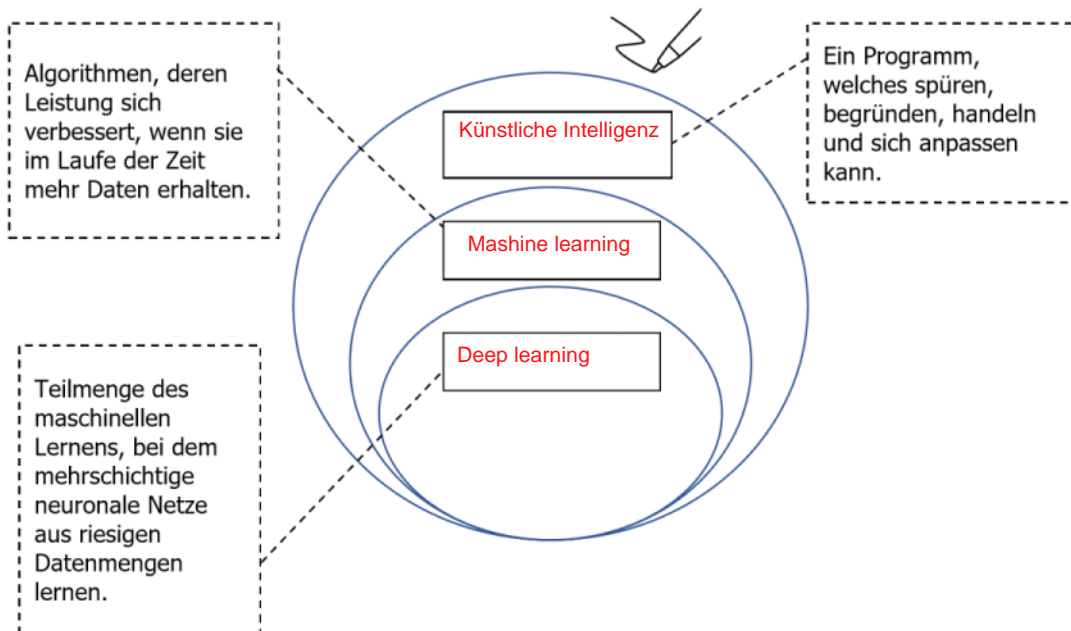 Algorithmen, deren
Leistung sich
verbessert, wenn sie
im Laufe der Zeit
mehr Daten erhalten.
Künstliche Intelligenz
Ein Programm,
welches spüren,
begründen, handeln
und sich anpassen
kann.
Mashine learning
Deep learning
Teilmenge des
maschinellen
Lernens, bei dem
mehrschichtige
neuronale Netze
aus riesigen
Datenmengen
lernen.